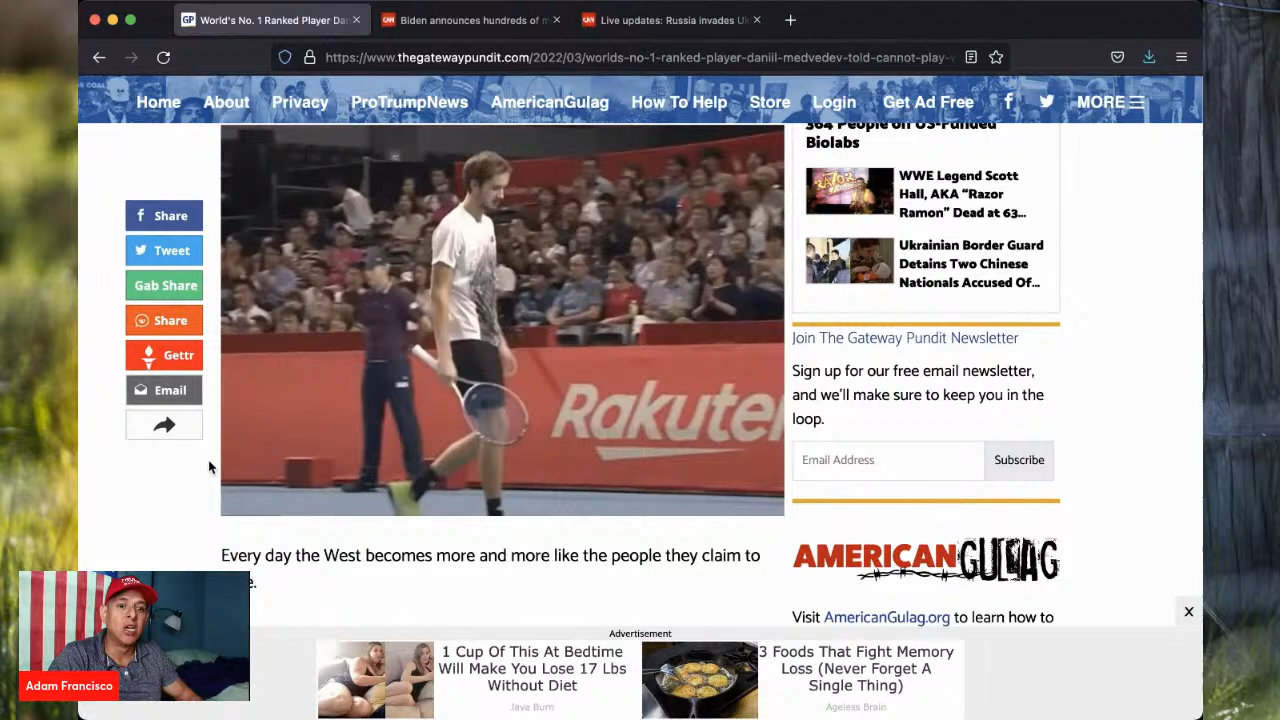 World's No. 1 Ranked Player Da
Biden announces hundreds of m
Live updates: Russia invades Uk
https://www.thegatewaypundit.com/2022/03/worlds-no-1-ranked-player-daniil-medvedev-told-cannot-play-
Home About Privacy ProTrumpNews AmericanGulag How To Help Store Login Get Ad Free MORE
364 People on US-Funded
Biolabs
WWE Legend Scott
Hall, AKA “Razor
Ramon” Dead at 63...
Ukrainian Border Guard
Detains Two Chinese
Nationals Accused Of...
Share
Tweet
Gab Share
Share
Gettr
Email
Rakuten
Join The Gateway Pundit Newsletter
Sign up for our free email newsletter,
and we'll make sure to keep you in the
loop.
Email Address Subscribe
AMERICAN GULAG
Visit AmericanGulag.org to learn how to
Every day the West becomes more and more like the people they claim to
Adam Francisco
Advertisement
1 Cup Of This At Bedtime
Will Make You Lose 17 Lbs
Without Diet
Java Burn
3 Foods That Fight Memory
Loss (Never Forget A
Single Thing)
Ageless Brain